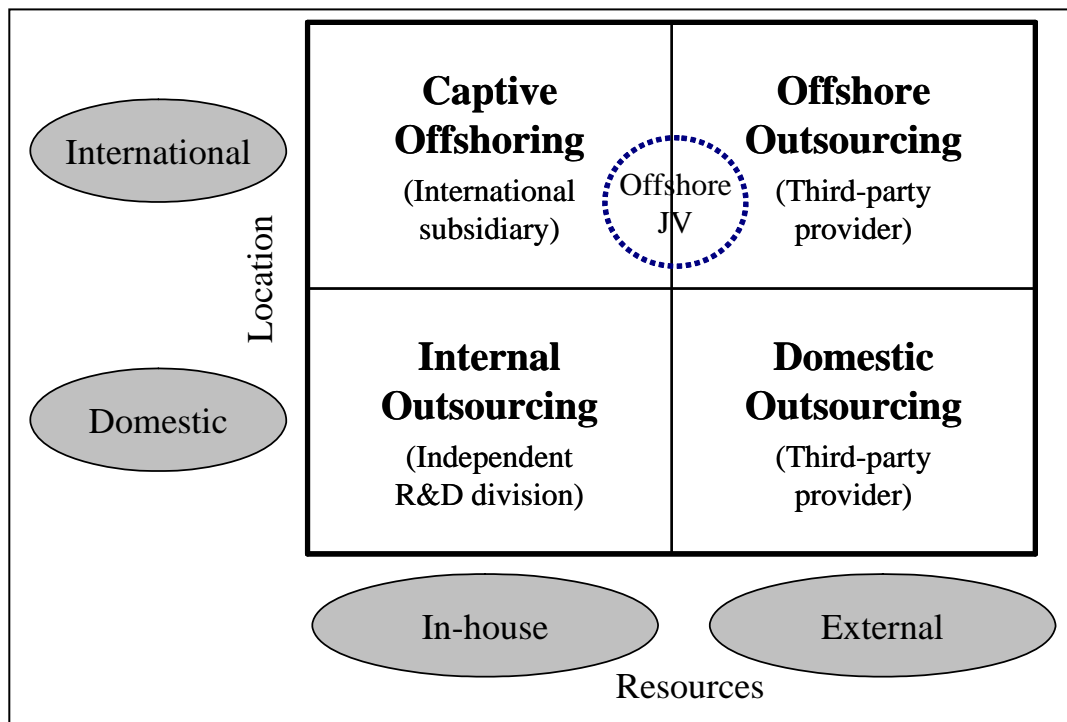 Captive
Offshoring
(International
subsidiary)
Offshore
Outsourcing
(Third-party
provider)
Offshore
JV
International
Location
Domestic
Internal
Outsourcing
(Independent
R&D division)
Domestic
Outsourcing
(Third-party
provider)
In-house
External
Resources